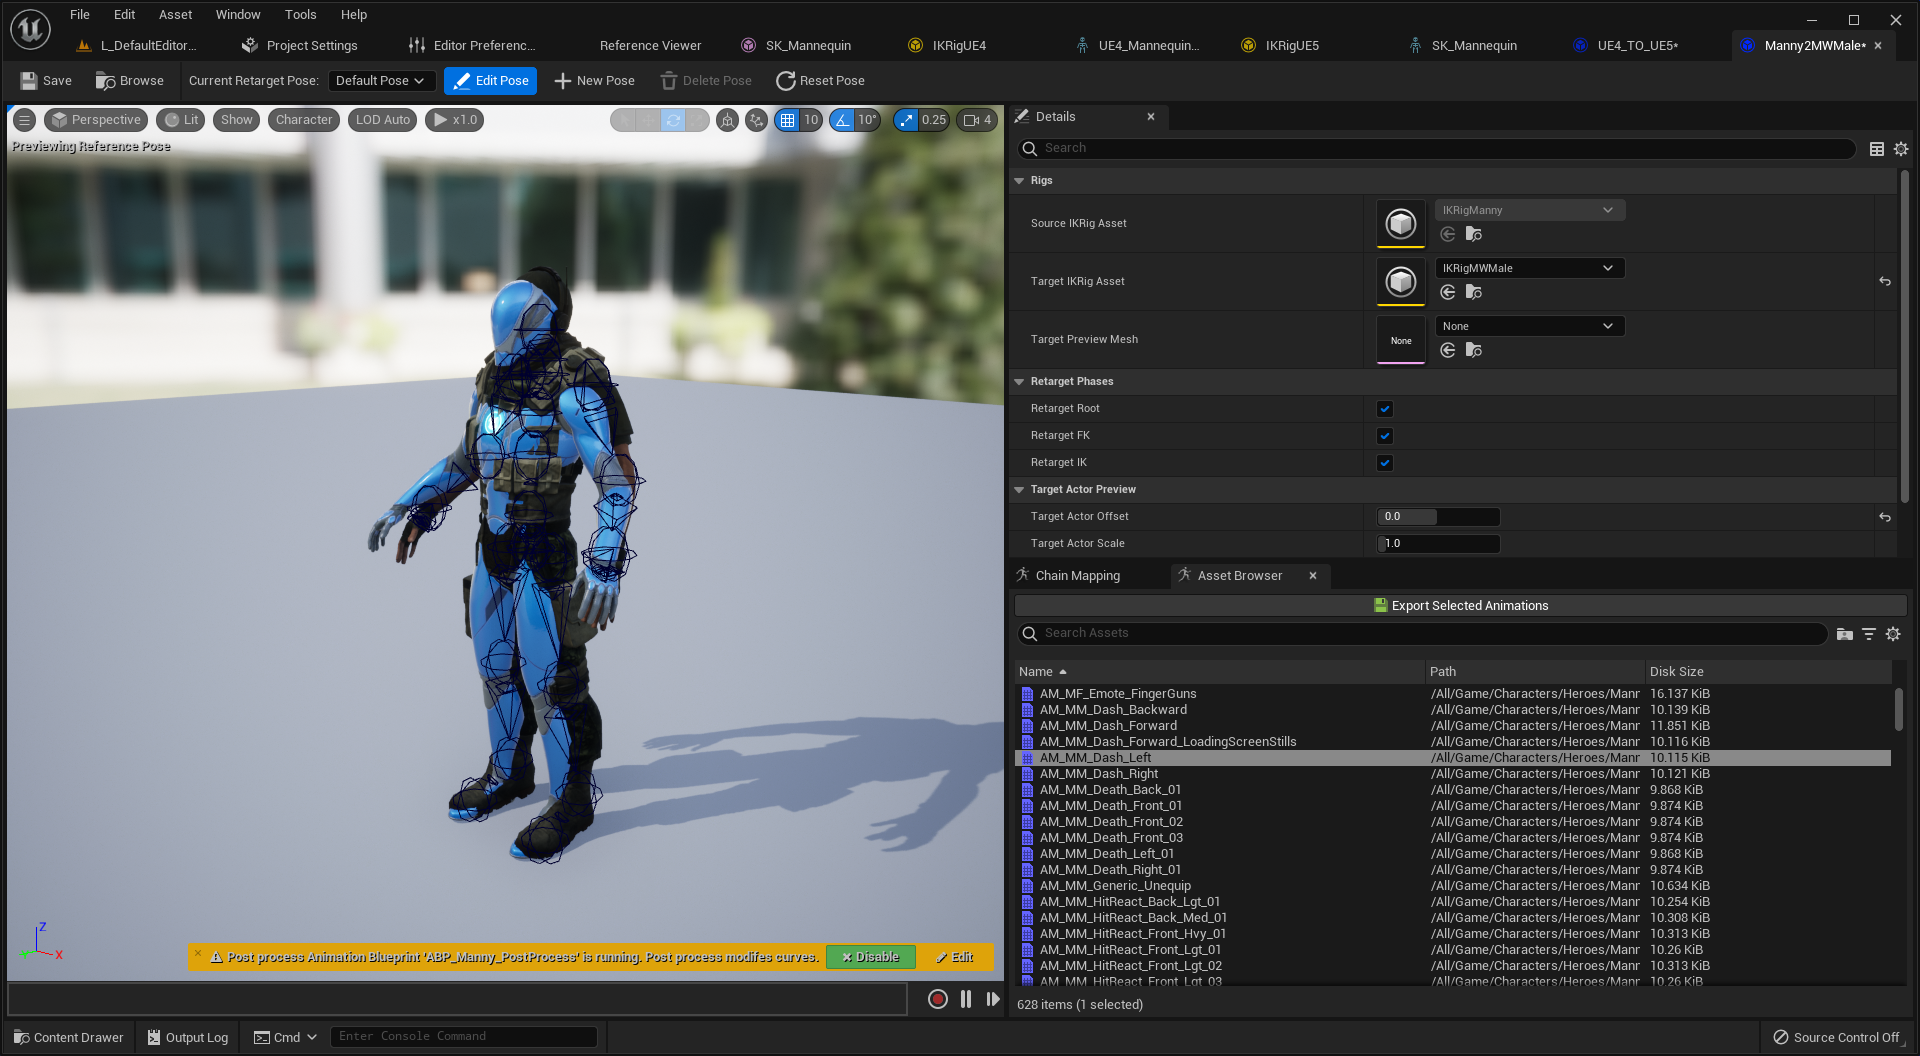 File Edit Asset Window Tools Help
L_DefaultEditor... Project Settings Editor Preferenc... Reference Viewer SK_Mannequin IKRigUE4 UE4_Mannequin... IKRigUE5 SK_Mannequin UE4_TO_UE5* Manny2MWMale*
Save Browse Current Retarget Pose: Default Pose Edit Pose New Pose Delete Pose Reset Pose
Perspective Lit Show Character LOD Auto x1.0 10 10° 0.25 4
Previewing Reference Pose
Details
Search
Rigs
Source IKRig Asset IKRigManny
Target IKRig Asset IKRigMWMale
Target Preview Mesh None None
Retarget Phases
Retarget Root
Retarget FK
Retarget IK
Target Actor Preview
Target Actor Offset 0.0
Target Actor Scale 1.0
Chain Mapping Asset Browser
Export Selected Animations
Search Assets
Name Path Disk Size
AM_MF_Emote_FingerGuns /All/Game/Characters/Heroes/Manr 16.137 KiB
AM_MM_Dash_Backward /All/Game/Characters/Heroes/Manr 10.139 KiB
AM_MM_Dash_Forward /All/Game/Characters/Heroes/Manr 11.851 KiB
AM_MM_Dash_Forward_LoadingScreenStills /All/Game/Characters/Heroes/Manr 10.116 KiB
AM_MM_Dash_Left /All/Game/Characters/Heroes/Manr 10.115 KiB
AM_MM_Dash_Right /All/Game/Characters/Heroes/Manr 10.121 KiB
AM_MM_Death_Back_01 /All/Game/Characters/Heroes/Manr 9.868 KiB
AM_MM_Death_Front_01 /All/Game/Characters/Heroes/Manr 9.874 KiB
AM_MM_Death_Front_02 /All/Game/Characters/Heroes/Manr 9.874 KiB
AM_MM_Death_Front_03 /All/Game/Characters/Heroes/Manr 9.874 KiB
AM_MM_Death_Left_01 /All/Game/Characters/Heroes/Manr 9.868 KiB
AM_MM_Death_Right_01 /All/Game/Characters/Heroes/Manr 9.874 KiB
AM_MM_Generic_Unequip /All/Game/Characters/Heroes/Manr 10.634 KiB
AM_MM_HitReact_Back_Lgt_01 /All/Game/Characters/Heroes/Manr 10.254 KiB
AM_MM_HitReact_Back_Med_01 /All/Game/Characters/Heroes/Manr 10.308 KiB
AM_MM_HitReact_Front_Hvy_01 /All/Game/Characters/Heroes/Manr 10.313 KiB
AM_MM_HitReact_Front_Lgt_01 /All/Game/Characters/Heroes/Manr 10.26 KiB
AM_MM_HitReact_Front_Lgt_02 /All/Game/Characters/Heroes/Manr 10.313 KiB
AM_MM_HitReact_Front_Lgt_03 /All/Game/Characters/Heroes/Manr 10.26 KiB
628 items (1 selected)
Z
X
Post process Animation Blueprint 'ABP_Manny_PostProcess' is running. Post process modifes curves. Disable Edit
Content Drawer Output Log Cmd Enter Console Command Source Control Off